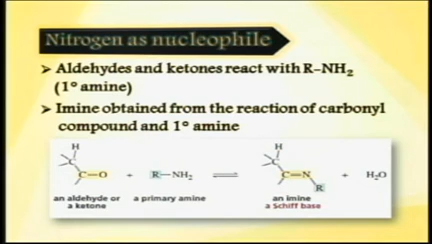 Nitrogen as nucleophile
➤ Aldehydes and ketones react with R–NH₂
(1° amine)
➤ Imine obtained from the reaction of carbonyl
compound and 1° amine
H H
C C
C–O + R–NH₂ ⇌ C–N + H₂O
R
an aldehyde or a primary amine an imine
a ketone a Schiff base